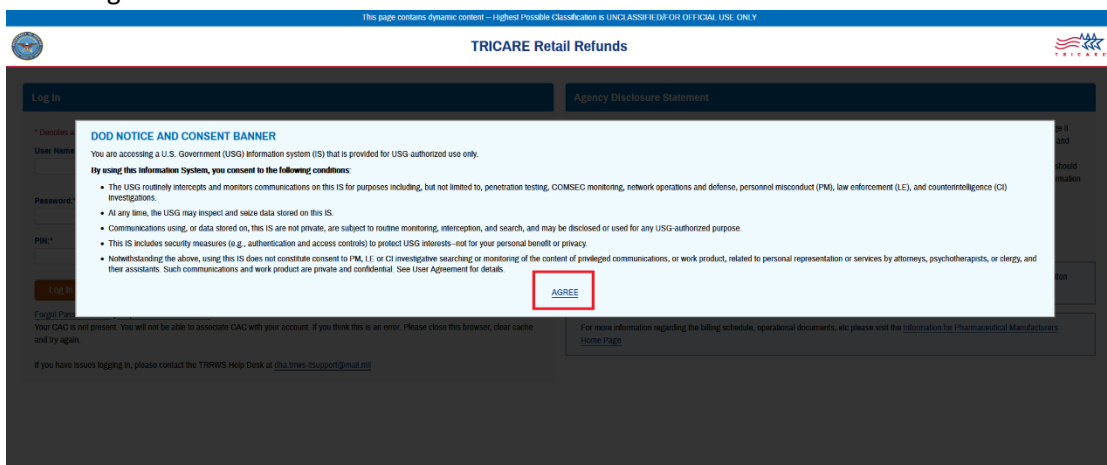 This page contains dynamic content – Highest Possible Classification is UNCLASSIFIED/FOR OFFICIAL USE ONLY
TRICARE Retail Refunds
TRICARE
Log In
Agency Disclosure Statement
* Denotes a
User Name
Password:*
PIN:*
Log In
DOD NOTICE AND CONSENT BANNER
You are accessing a U.S. Government (USG) Information system (IS) that is provided for USG-authorized use only.
By using this Information System, you consent to the following conditions:
• The USG routinely intercepts and monitors communications on this IS for purposes including, but not limited to, penetration testing, COMSEC monitoring, network operations and defense, personnel misconduct (PM), law enforcement (LE), and counterintelligence (CI)
investigations.
• At any time, the USG may inspect and seize data stored on this IS.
• Communications using, or data stored on, this IS are not private, are subject to routine monitoring, interception, and search, and may be disclosed or used for any USG-authorized purpose.
• This IS includes security measures (e.g., authentication and access controls) to protect USG interests--not for your personal benefit or privacy.
• Notwithstanding the above, using this IS does not constitute consent to PM, LE or CI investigative searching or monitoring of the content of privileged communications, or work product, related to personal representation or services by attorneys, psychotherapists, or clergy, and
their assistants. Such communications and work product are private and confidential. See User Agreement for details.
AGREE
and
should
Forgot Pass
Your CAC is not present. You will not be able to associate CAC with your account. If you think this is an error. Please close this browser, clear cache
and try again.
If you have issues logging in, please contact the TRRWS Help Desk at dha.trrws-itsupport@mail.mil
For more information regarding the billing schedule, operational documents, etc please visit the Information for Pharmaceutical Manufacturers
Home Page